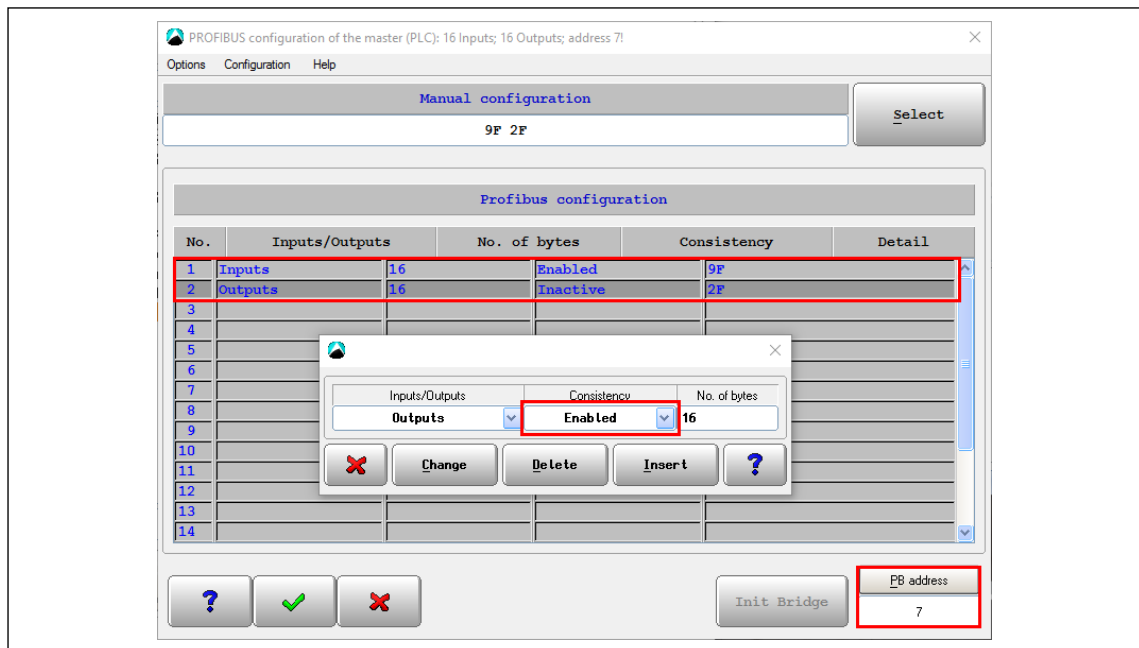 PROFIBUS configuration of the master (PLC): 16 Inputs; 16 Outputs; address 7!
Options Configuration Help
Manual configuration
Select
9F 2F
Profibus configuration
No. Inputs/Outputs No. of bytes Consistency Detail
1 Inputs 16 Enabled 9F
2 Outputs 16 Inactive 2F
3
4
5
6
7
Inputs/Outputs Consistency No. of bytes
8
Outputs Enabled 16
9
10
Change Delete Insert ?
11
12
13
14
PB address
? Init Bridge
7